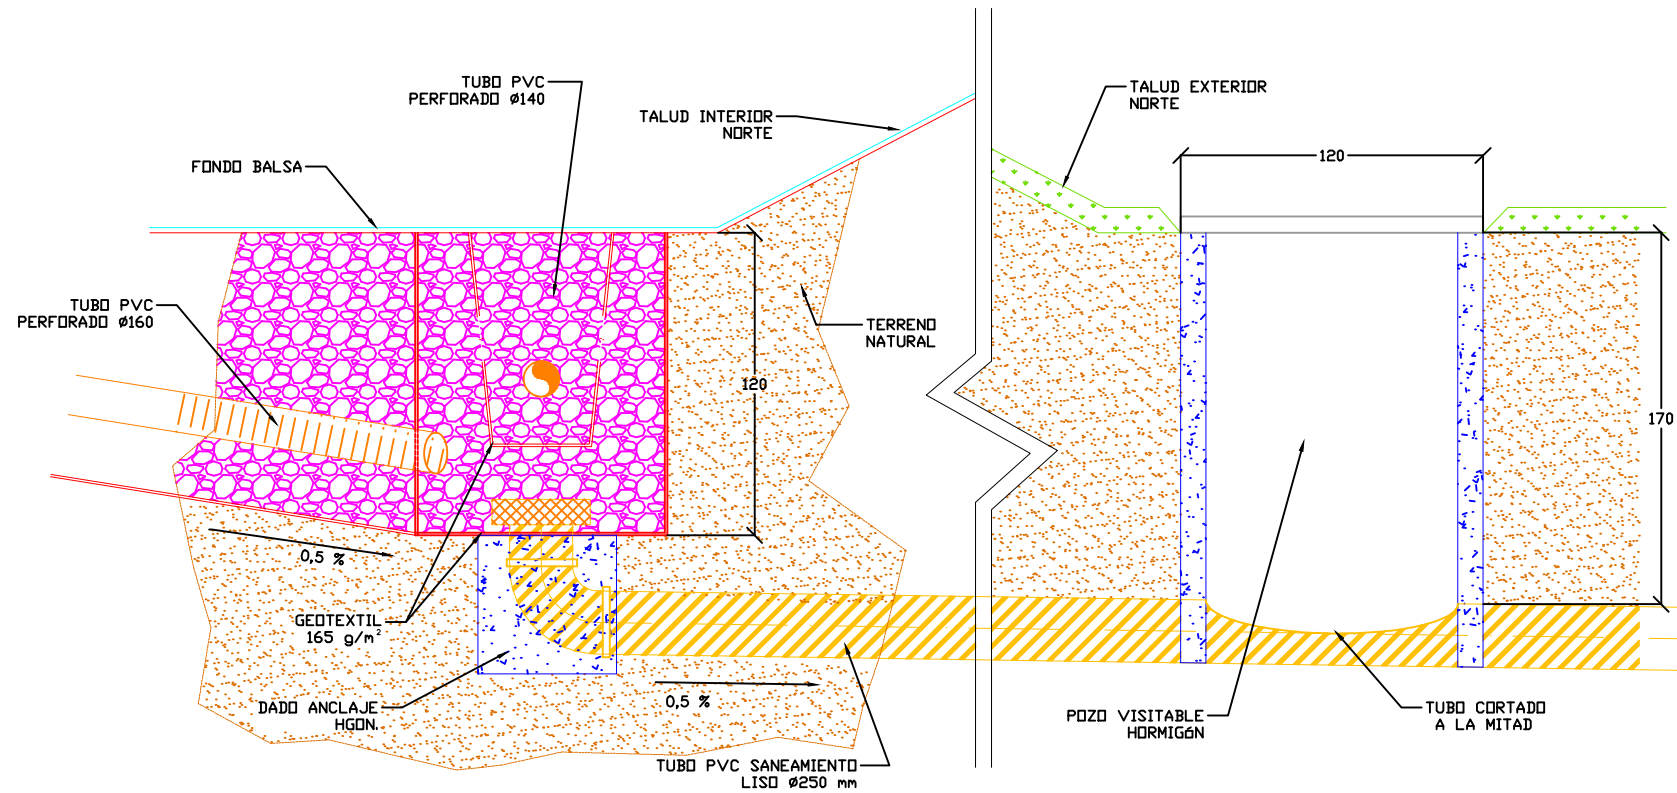 TUBO PVC
PERFORADO Ø140
TALUD INTERIOR
NORTE
TALUD EXTERIOR
NORTE
120
FONDO BALSA
TUBO PVC
PERFORADO Ø160
TERRENO
NATURAL
120
170
0,5 %
GEOTEXTIL
165 g/m²
0,5 %
DADO ANCLAJE
HGON.
POZO VISITABLE
HORMIGóN
TUBO CORTADO
A LA MITAD
TUBO PVC SANEAMIENTO
LISO Ø250 mm